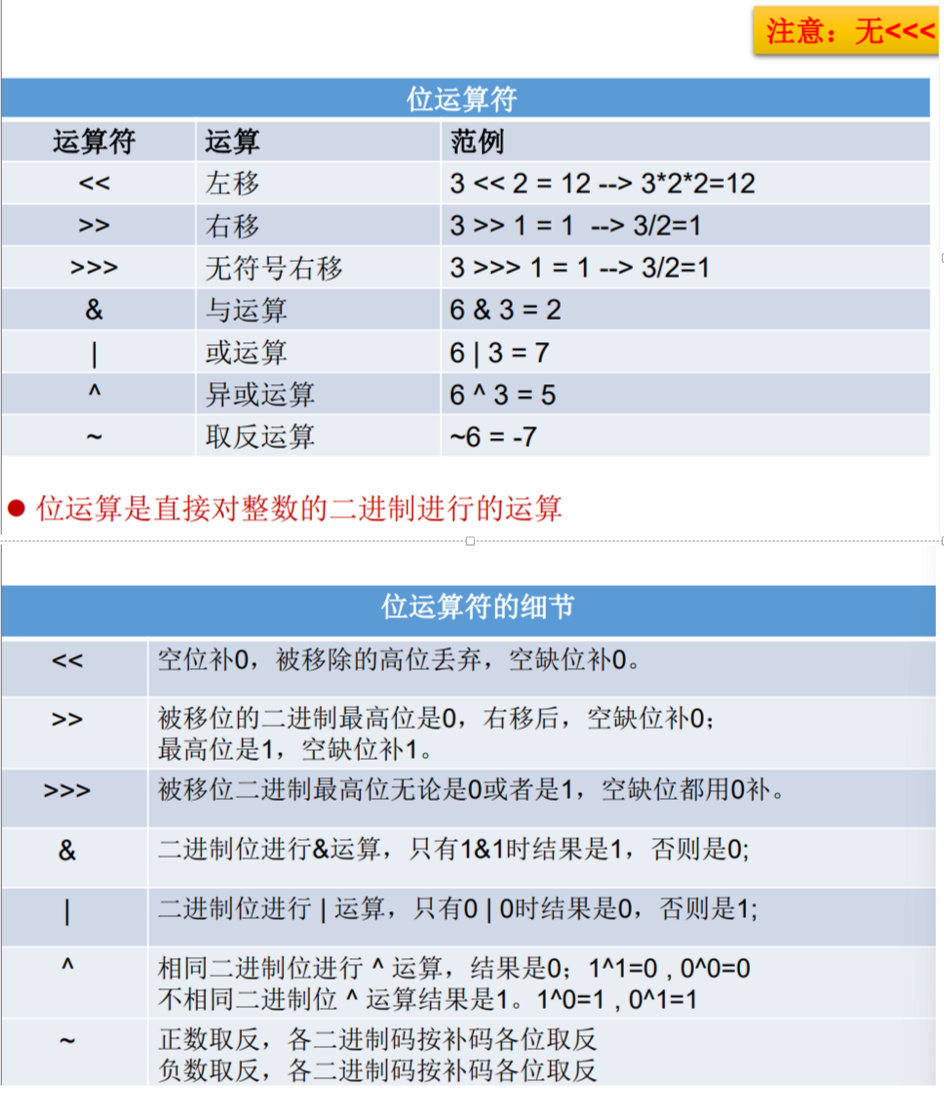 注意：无<<<
位运算符
运算符 运算 范例
<< 左移 3 << 2 = 12 --> 3*2*2=12
>> 右移 3 >> 1 = 1 --> 3/2=1
>>> 无符号右移 3 >>> 1 = 1 --> 3/2=1
& 与运算 6 & 3 = 2
| 或运算 6 | 3 = 7
^ 异或运算 6 ^ 3 = 5
~ 取反运算 ~6 = -7
● 位运算是直接对整数的二进制进行的运算
位运算符的细节
<< 空位补0，被移除的高位丢弃，空缺位补0。
>> 被移位的二进制最高位是0，右移后，空缺位补0；
最高位是1，空缺位补1。
>>> 被移位二进制最高位无论是0或者是1，空缺位都用0补。
& 二进制位进行&运算，只有1&1时结果是1，否则是0;
| 二进制位进行 | 运算，只有0 | 0时结果是0，否则是1;
^ 相同二进制位进行 ^ 运算，结果是0；1^1=0 , 0^0=0
不相同二进制位 ^ 运算结果是1。1^0=1 , 0^1=1
~ 正数取反，各二进制码按补码各位取反
负数取反，各二进制码按补码各位取反